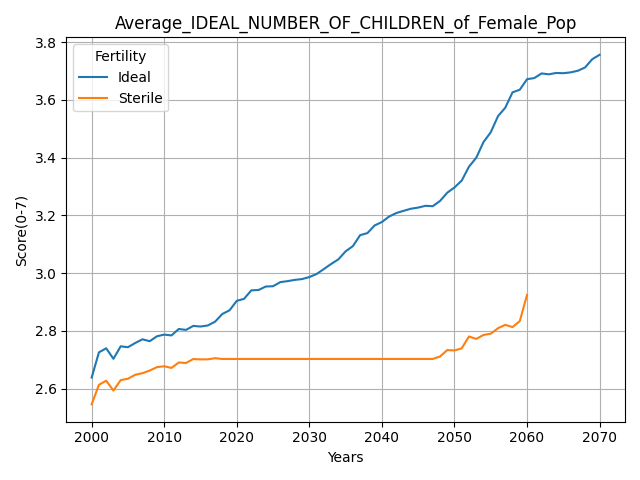 Average_IDEAL_NUMBER_OF_CHILDREN_of_Female_Pop
Fertility
Ideal
Sterile
Score(0-7)
3.8
3.6
3.4
3.2
3.0
2.8
2.6
2000 2010 2020 2030 2040 2050 2060 2070
Years